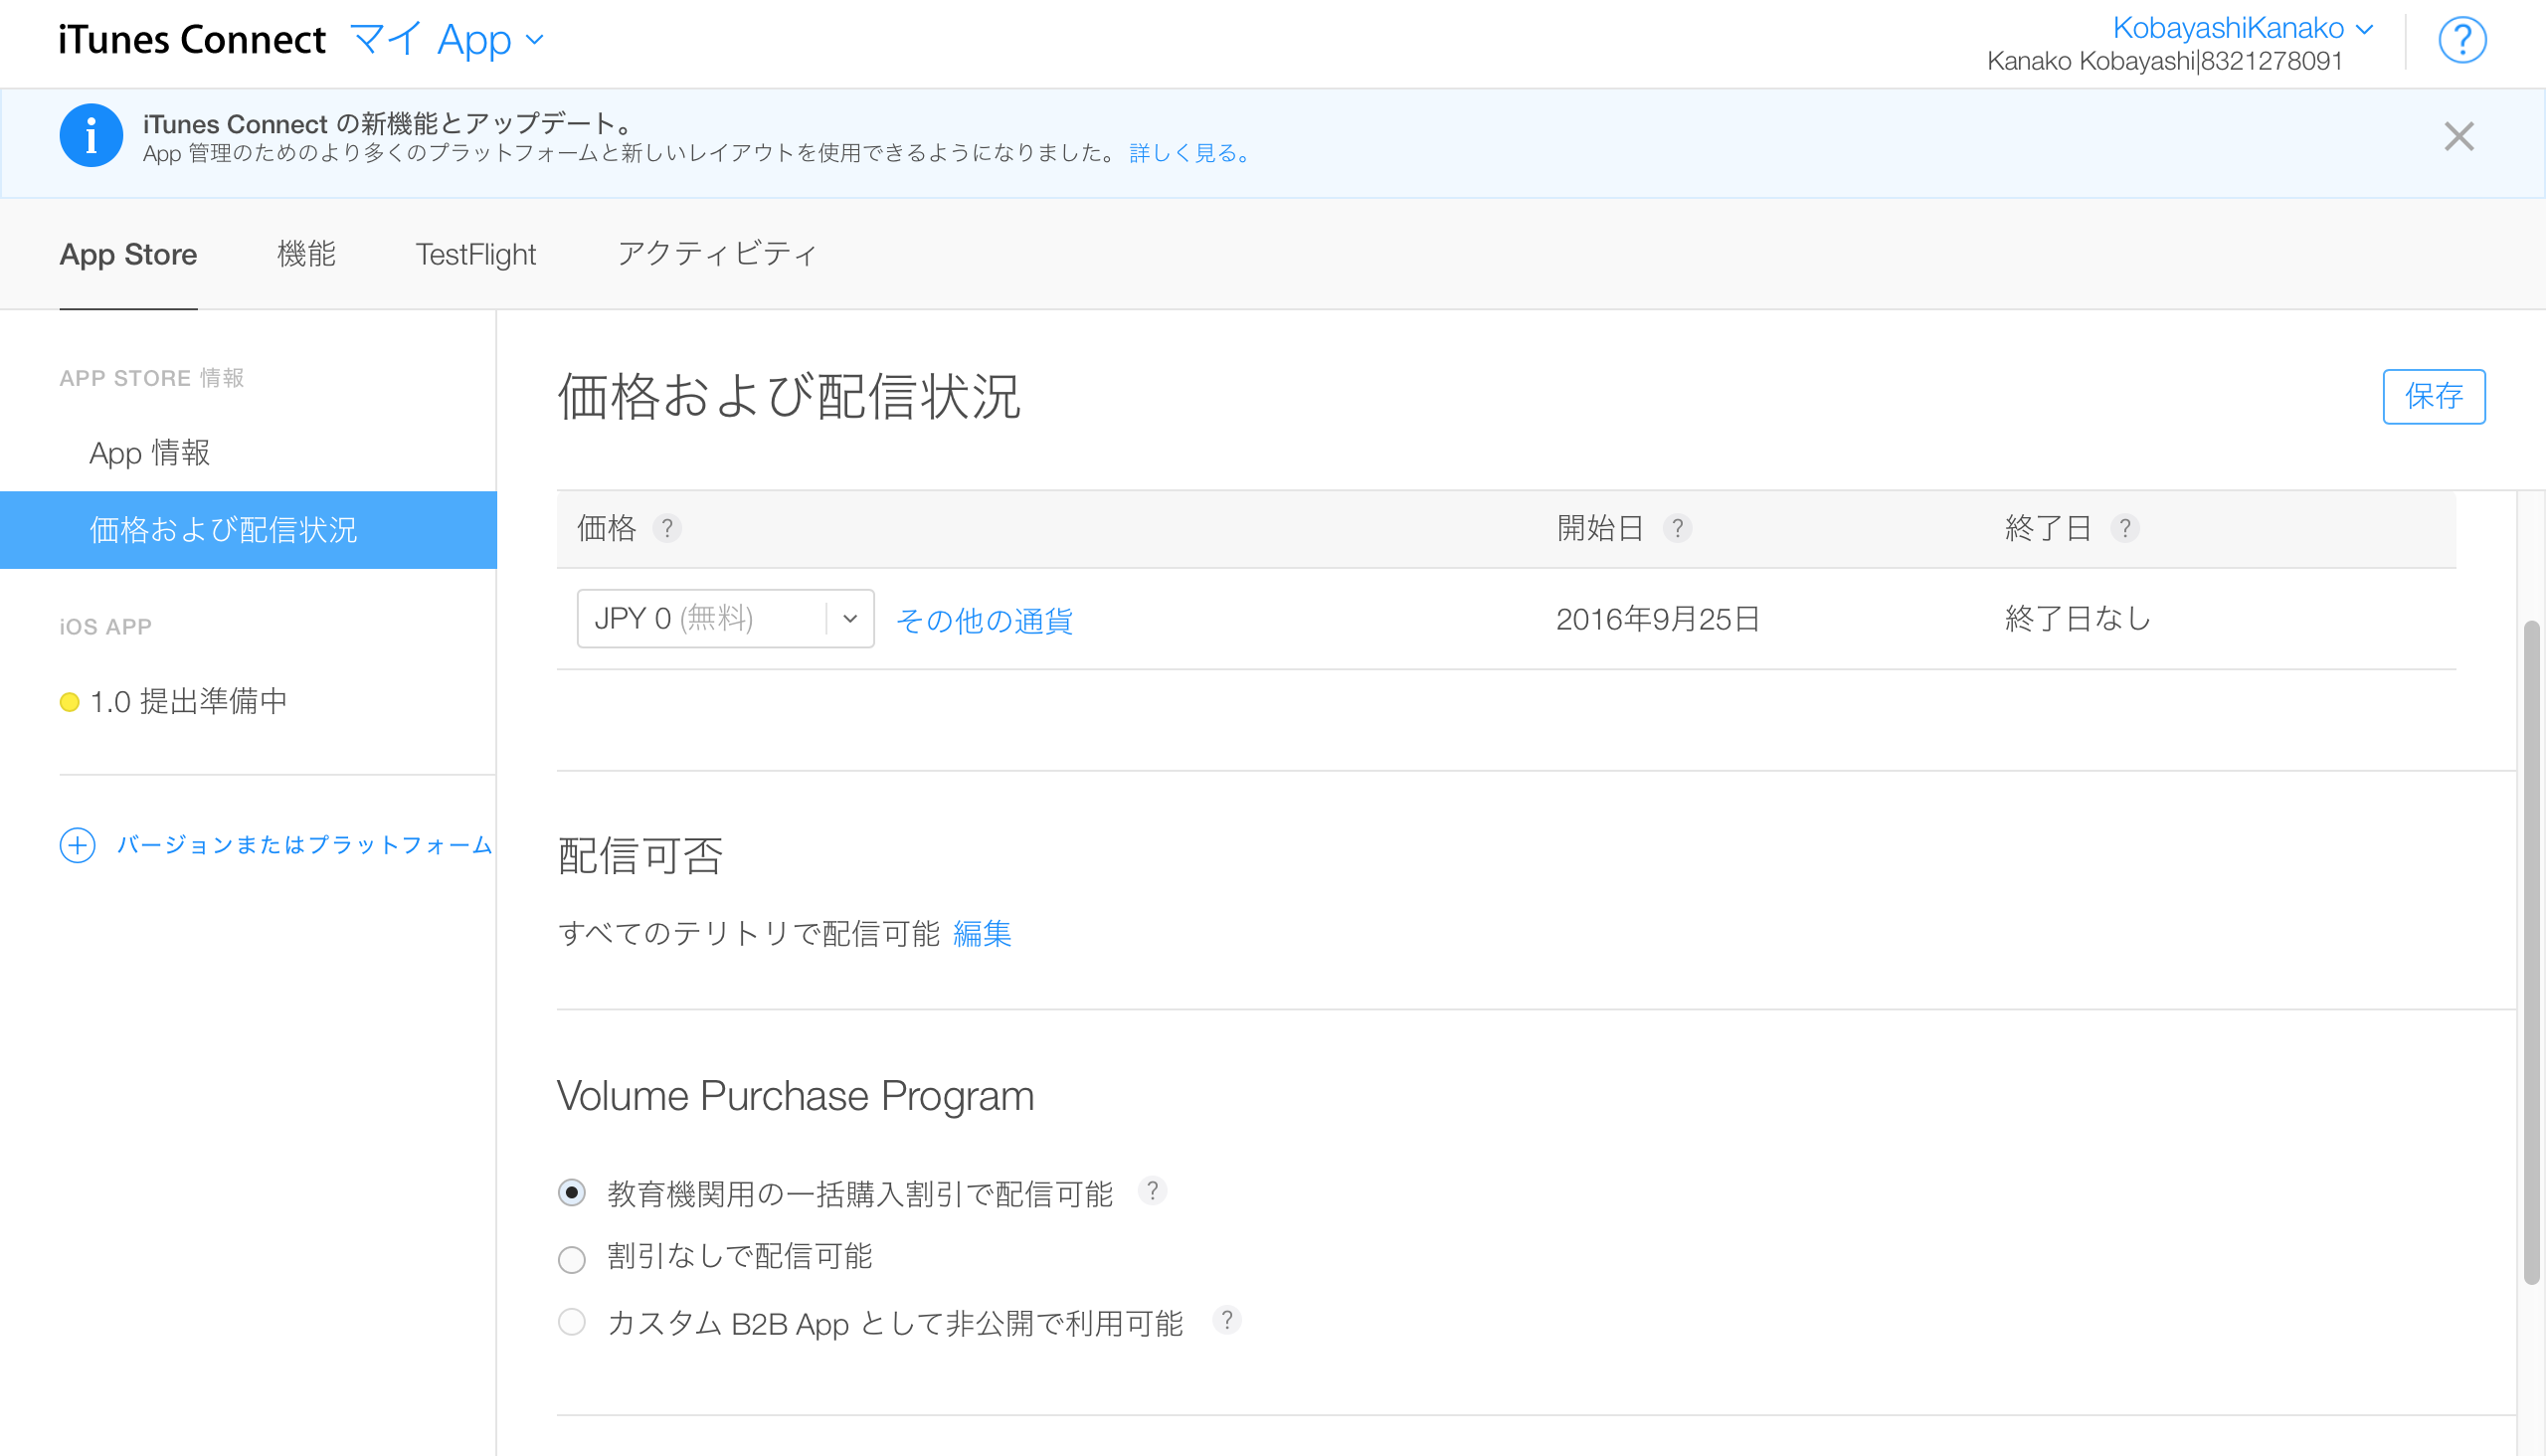 iTunes Connect マイ App
KobayashiKanako
Kanako Kobayashi|8321278091
?
i
iTunes Connect の新機能とアップデート。
App 管理のためのより多くのプラットフォームと新しいレイアウトを使用できるようになりました。 詳しく見る。
App Store 機能 TestFlight アクティビティ
APP STORE 情報
App 情報
価格および配信状況
iOS APP
1.0 提出準備中
バージョンまたはプラットフォーム
価格および配信状況
保存
価格 ? 開始日 ? 終了日 ?
JPY 0 (無料) その他の通貨 2016年9月25日 終了日なし
配信可否
すべてのテリトリで配信可能 編集
Volume Purchase Program
教育機関用の一括購入割引で配信可能 ?
割引なしで配信可能
カスタム B2B App として非公開で利用可能 ?